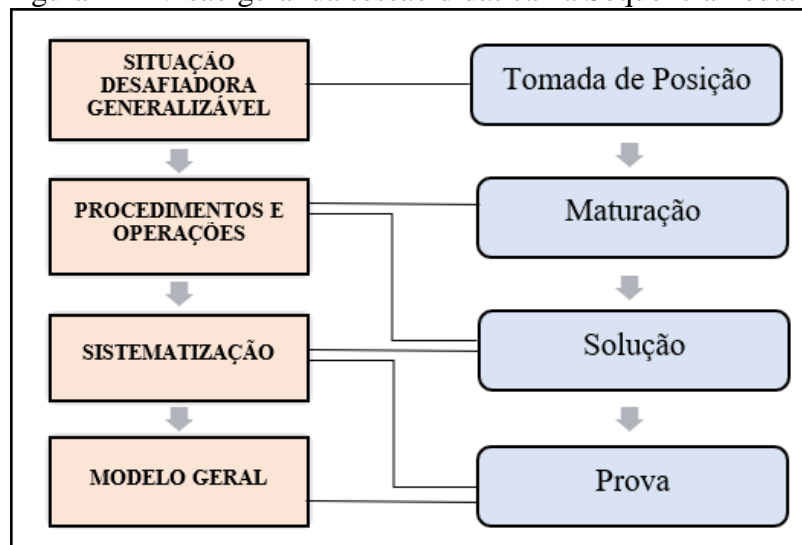 SITUAÇÃO
DESAFIADORA
GENERALIZÁVEL
Tomada de Posição
PROCEDIMENTOS E
OPERAÇÕES
Maturação
SISTEMATIZAÇÃO
Solução
MODELO GERAL
Prova